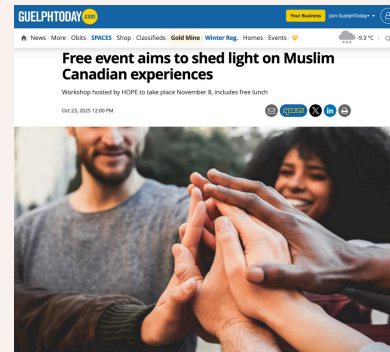 GUELPHTODAY.COM
Your Business Join GuelphToday+
News More Obits SPACES Shop Classifieds Gold Mine Winter Reg. Homes Events -9.3 °C
Free event aims to shed light on Muslim
Canadian experiences
Workshop hosted by HOPE to take place November 8, includes free lunch
Oct 23, 2025 12:00 PM
spaces